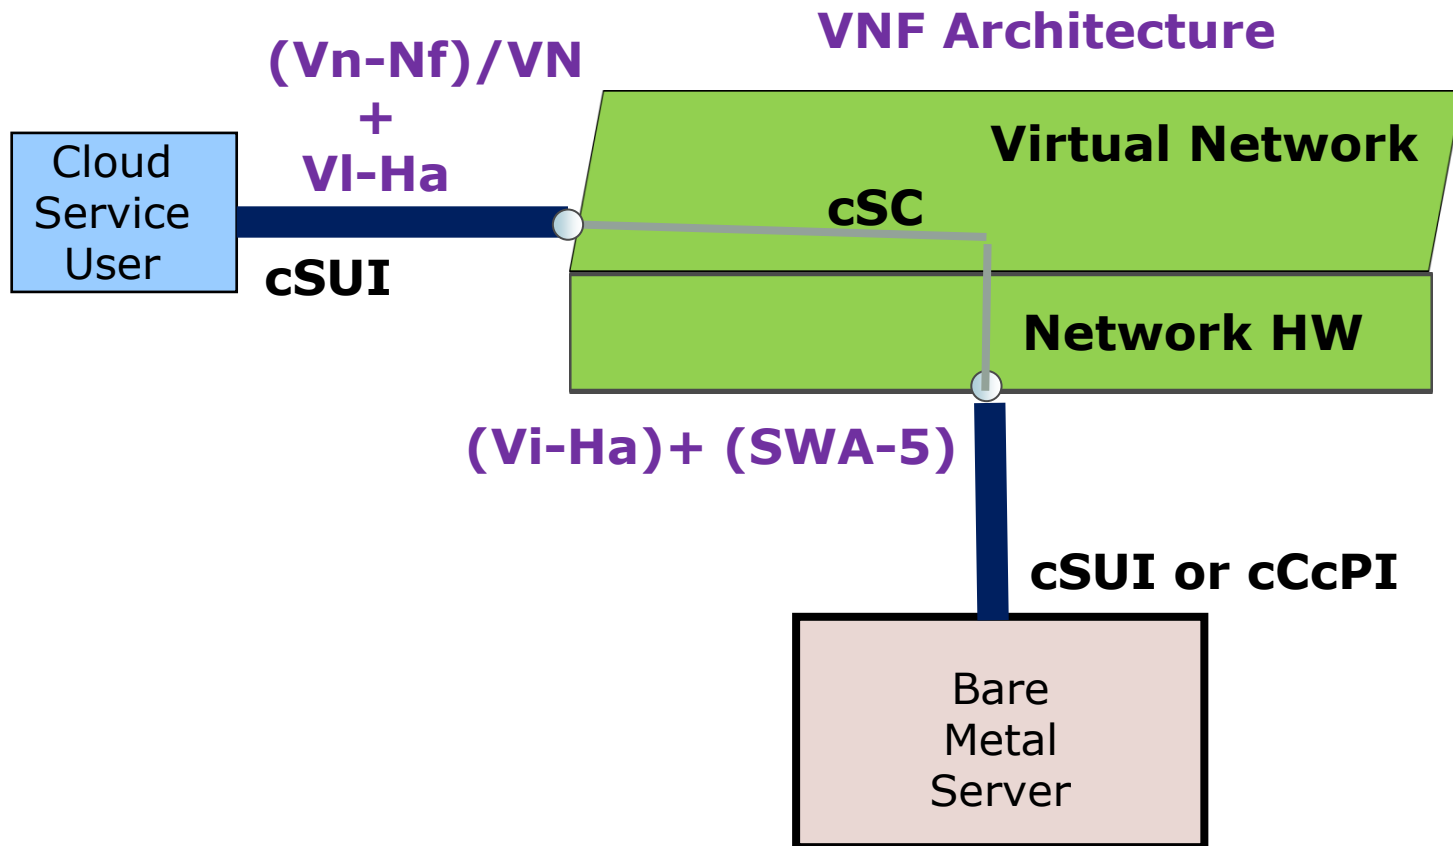 VNF Architecture
(Vn-Nf)/VN
+
Vl-Ha
Cloud
Service
User
cSUI
Virtual Network
cSC
Network HW
(Vi-Ha)+ (SWA-5)
cSUI or cCcPI
Bare
Metal
Server